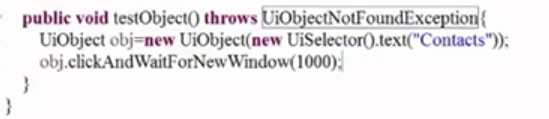 public void testObject() throws UiObjectNotFoundException{
UiObject obj=new UiObject(new UiSelector().text("Contacts"));
obj.clickAndWaitForNewWindow(1000);
}
}